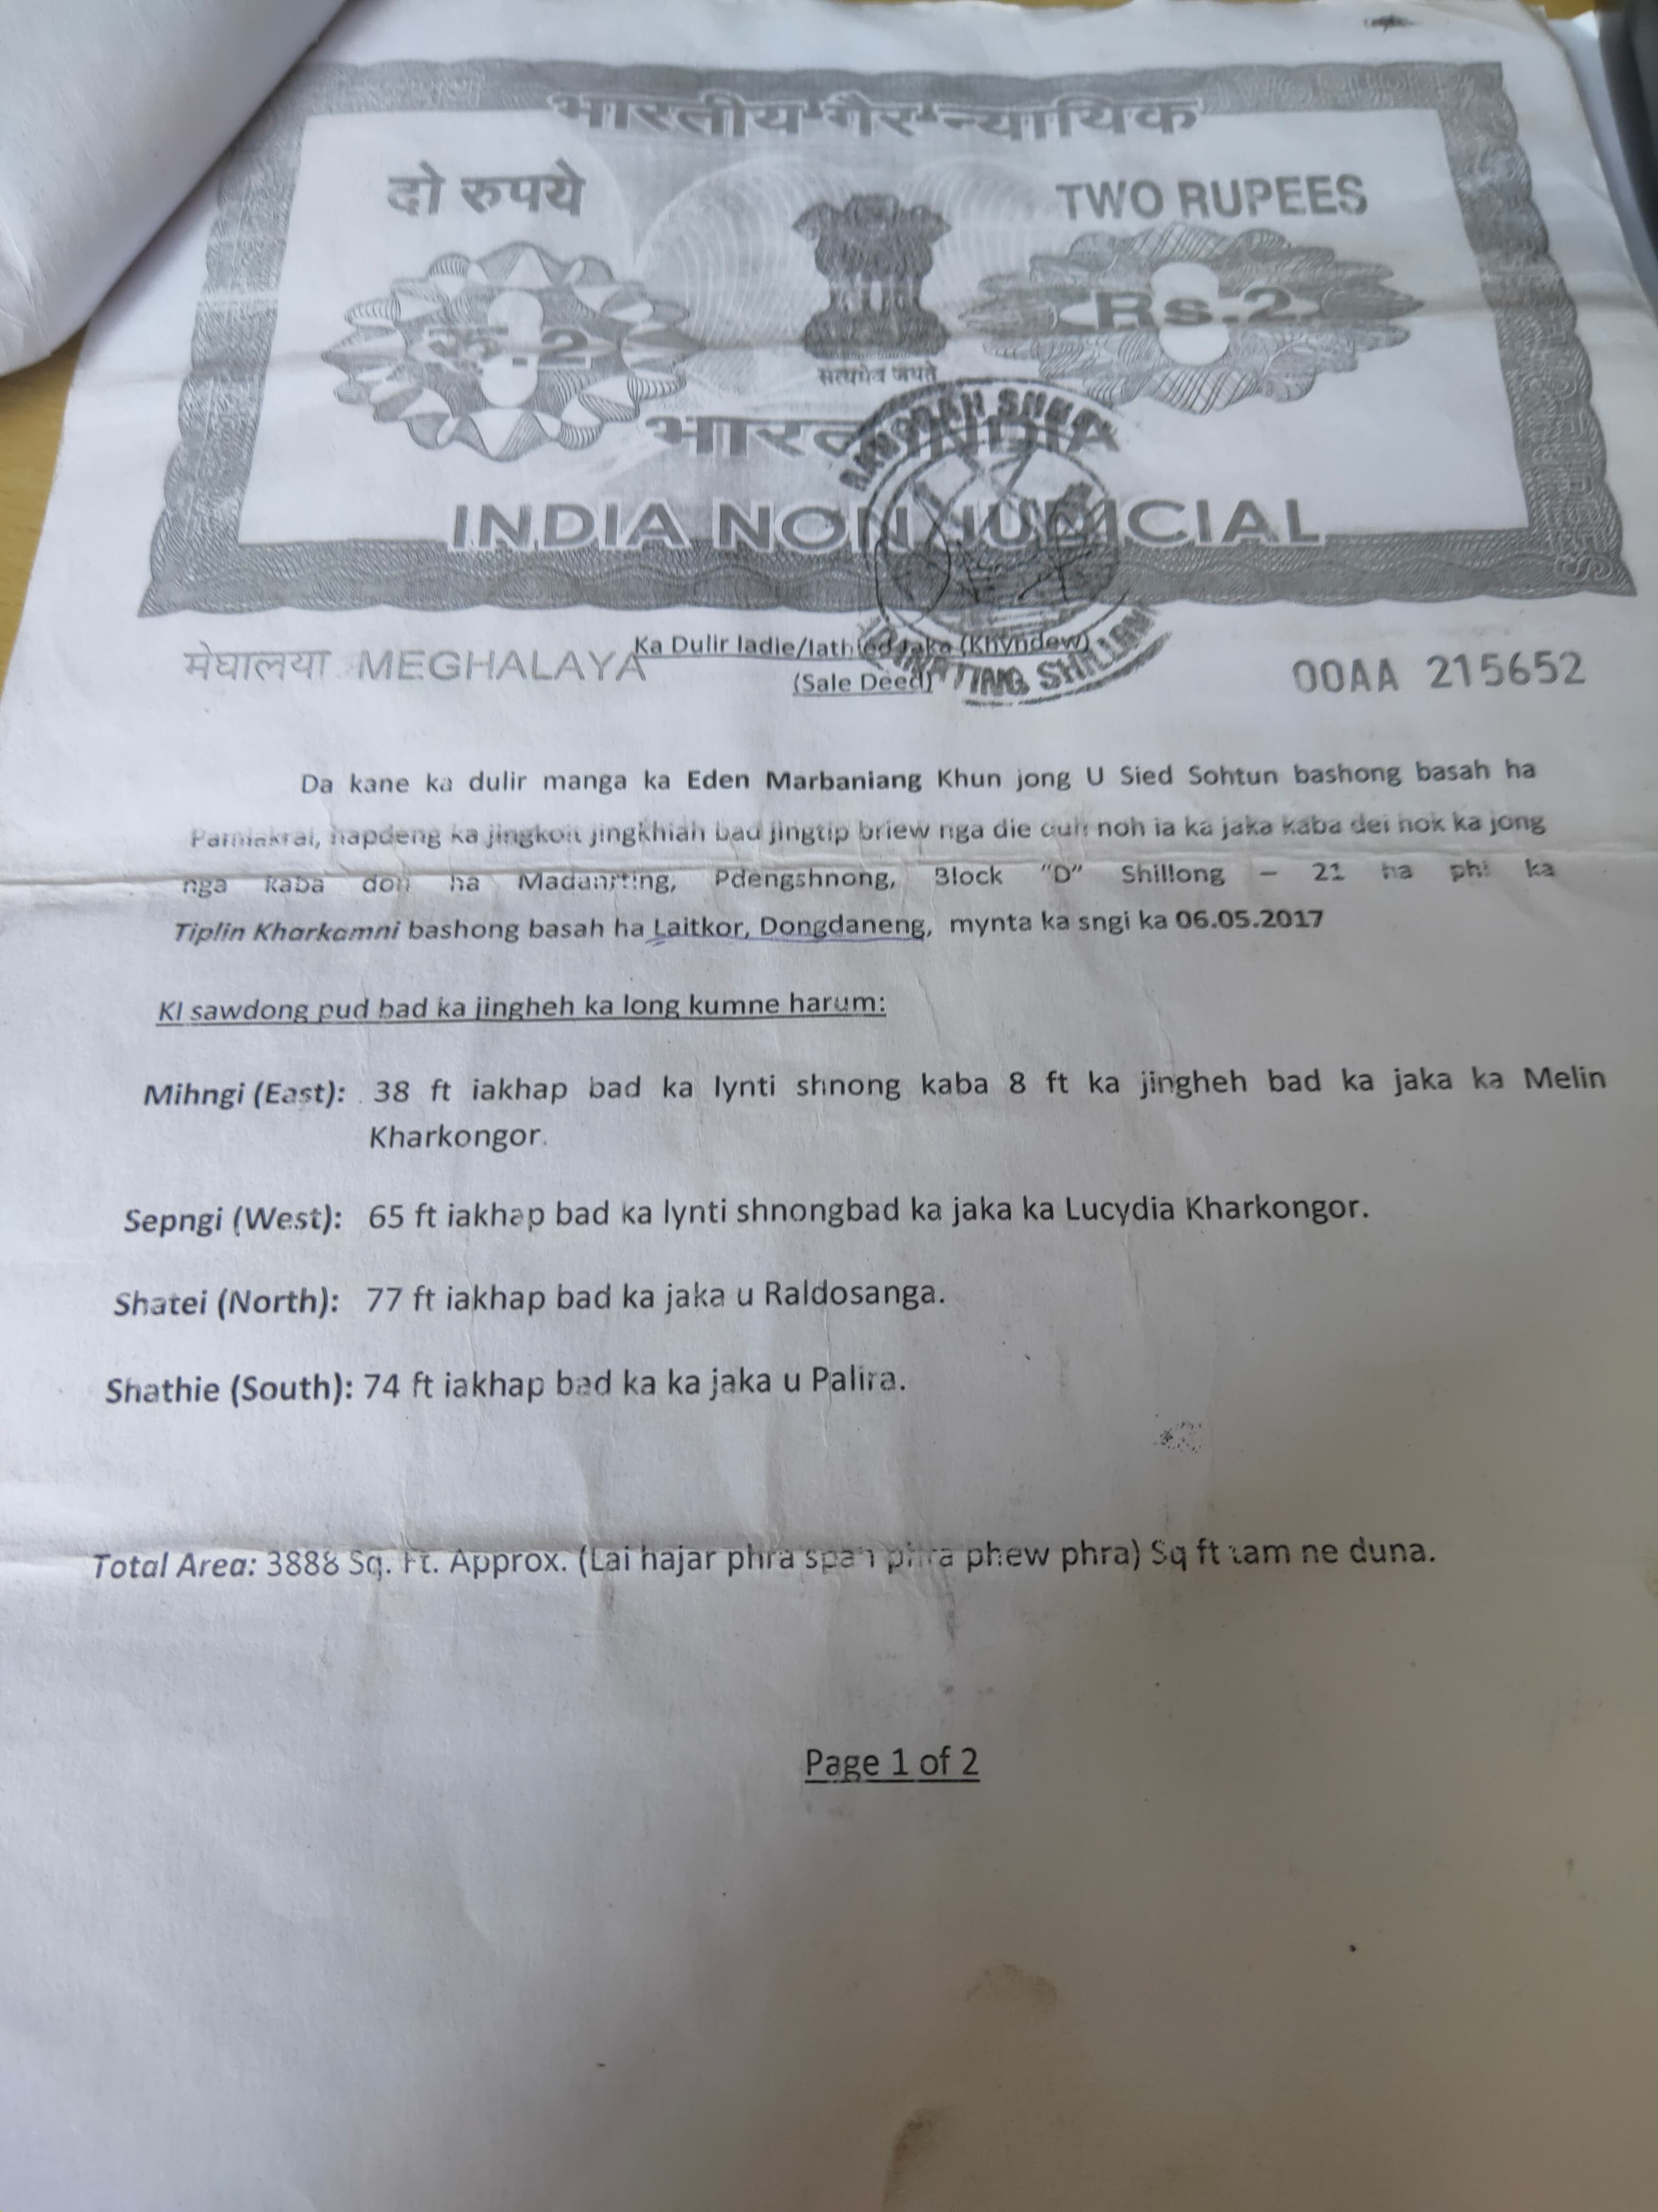 भारतीय गैर न्यायिक
दो रुपये
TWO RUPEES
रु.2
Rs.2
सत्यमेव जयते
भारत INDIA
INDIA NON JUDICIAL
मेघालया MEGHALAYA
Ka Dulir Iadie/Iathied Jaka (Khyndew)
(Sale Deed)
SHILLONG
00AA 215652
Da kane ka dulir manga ka Eden Marbaniang Khun jong U Sied Sohtun bashong basah ha
hapdeng ka jingkoit jingkhiah bad jingtip briew nga die duh noh ia ka jaka kaba dei hok ka jong
nga kaba don ha Madanrting, Pdengshnong, Block "D" Shillong – 21 ha phi ka
Tiplin Kharkamni bashong basah ha Laitkor, Dongdaneng, mynta ka sngi ka 06.05.2017
KI sawdong pud bad ka jingheh ka long kumne harum:
Mihngi (East): 38 ft iakhap bad ka lynti shnong kaba 8 ft ka jingheh bad ka jaka ka Melin
Kharkongor.
Sepngi (West): 65 ft iakhap bad ka lynti shnongbad ka jaka ka Lucydia Kharkongor.
Shatei (North): 77 ft iakhap bad ka jaka u Raldosanga.
Shathie (South): 74 ft iakhap bad ka ka jaka u Palira.
Total Area: 3888 Sq. Ft. Approx. (Lai hajar phra spah phra phew phra) Sq ft tam ne duna.
Page 1 of 2